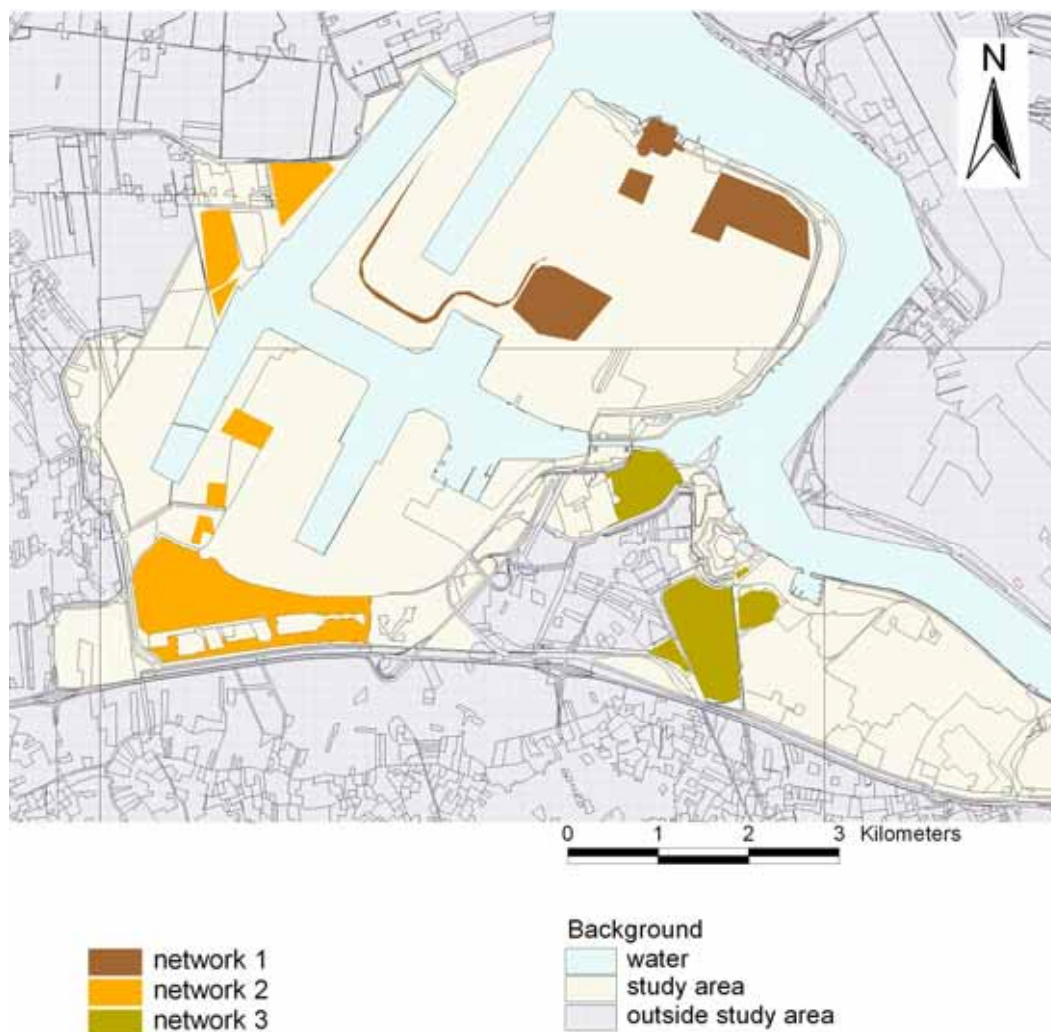 N
0 1 2 3 Kilometers
network 1
network 2
network 3
Background
water
study area
outside study area